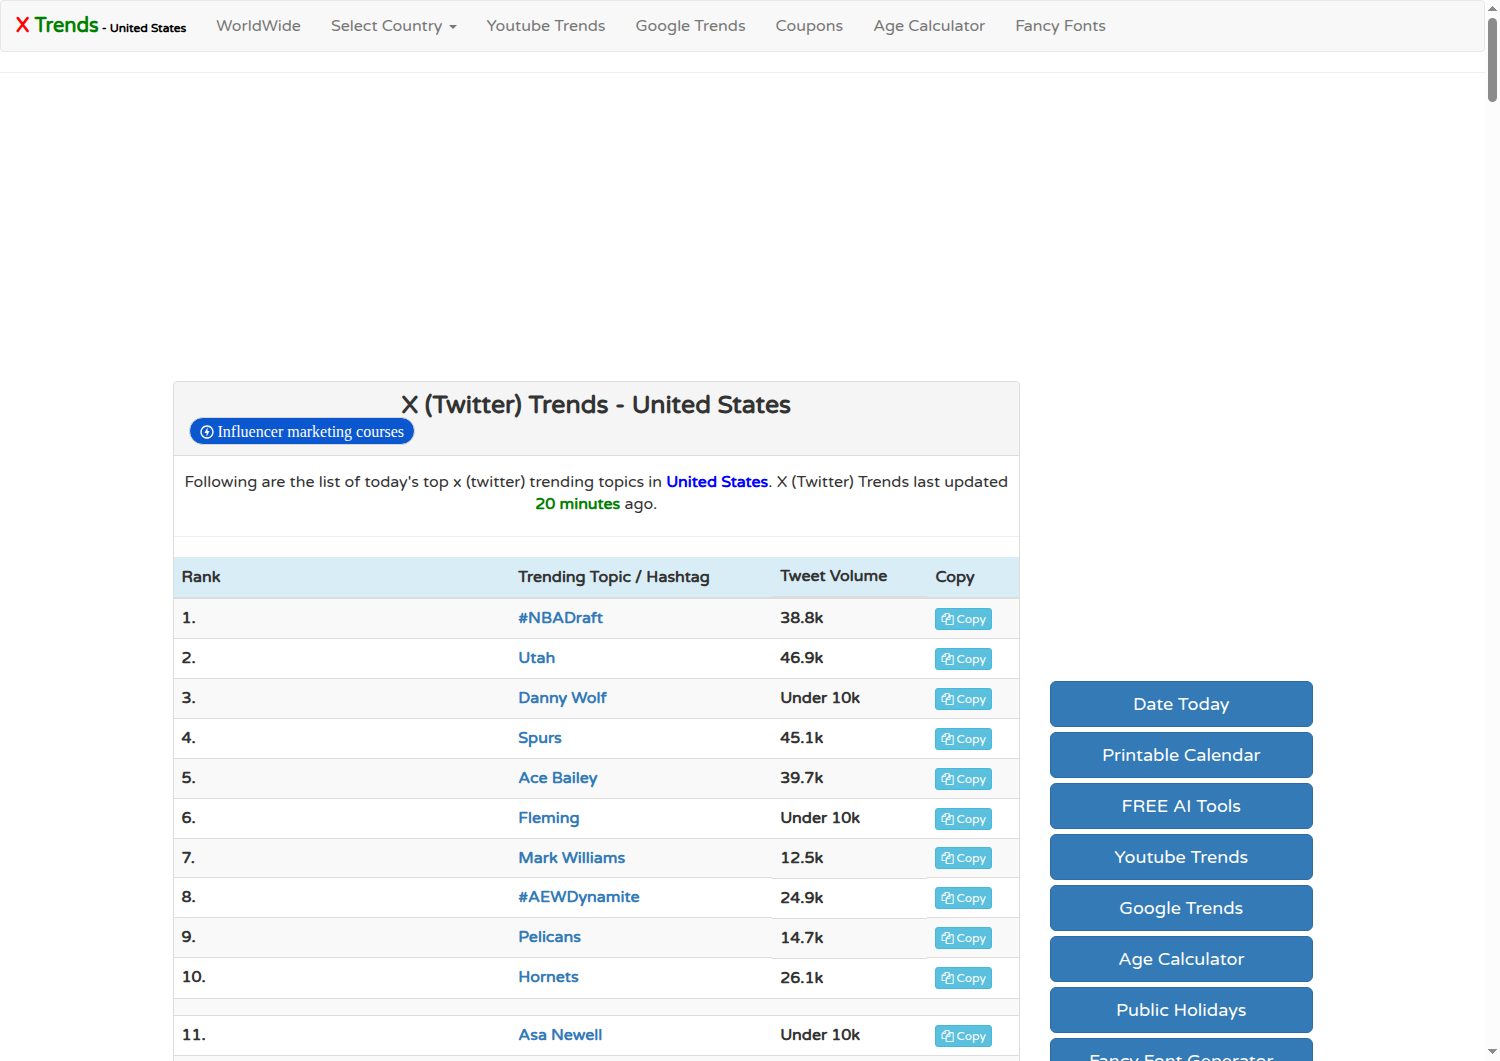 X Trends - United States WorldWide Select Country Youtube Trends Google Trends Coupons Age Calculator Fancy Fonts
X (Twitter) Trends - United States
Influencer marketing courses
Following are the list of today's top x (twitter) trending topics in United States. X (Twitter) Trends last updated
20 minutes ago.
Rank Trending Topic / Hashtag Tweet Volume Copy
1. #NBADraft 38.8k Copy
2. Utah 46.9k Copy
3. Danny Wolf Under 10k Copy
4. Spurs 45.1k Copy
5. Ace Bailey 39.7k Copy
6. Fleming Under 10k Copy
7. Mark Williams 12.5k Copy
8. #AEWDynamite 24.9k Copy
9. Pelicans 14.7k Copy
10. Hornets 26.1k Copy
11. Asa Newell Under 10k Copy
Date Today
Printable Calendar
FREE AI Tools
Youtube Trends
Google Trends
Age Calculator
Public Holidays
Fancy Font Generator